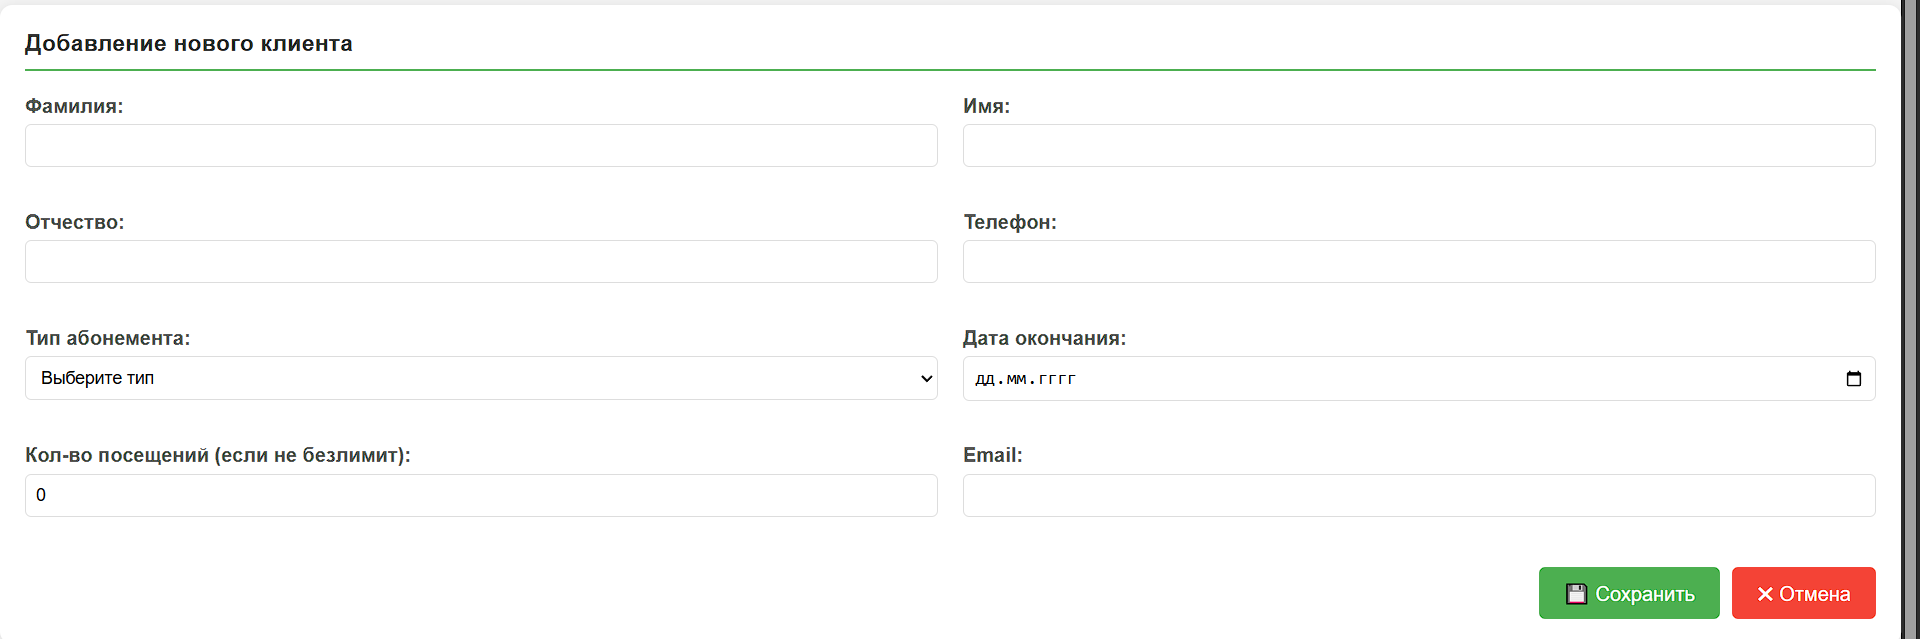 Добавление нового клиента
Фамилия:
Имя:
Отчество:
Телефон:
Тип абонемента:
Дата окончания:
Выберите тип
дд.мм.гггг
Кол-во посещений (если не безлимит):
Email:
0
Сохранить
Отмена